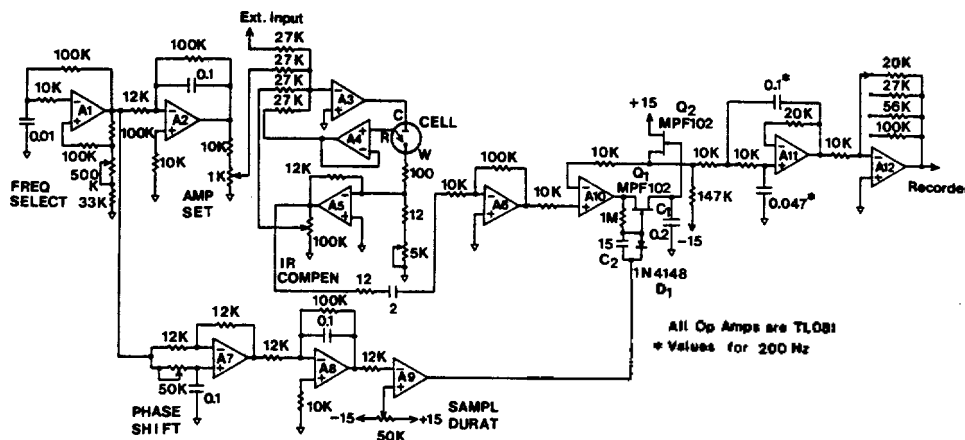 Ext. Input
27K
27K
27K
27K
100K
10K
A1
0.01
100K
500
K
33K
FREQ
SELECT
12K
100K
0.1
A2
100K
10K
10K
1K
AMP
SET
A3
C
CELL
R
W
A4
100
12K
A5
100K
IR
COMPEN
12
5K
12
2
10K
100K
A6
10K
10K
A10
+15
Q2
MPF102
Q1
MPF102
1M
15
C2
C1
0.2
-15
1N4148
D1
147K
10K
10K
0.1*
20K
A11
0.047*
10K
A12
20K
27K
56K
100K
Recorder
12K
12K
A7
50K
0.1
PHASE
SHIFT
12K
100K
0.1
A8
10K
12K
A9
-15
+15
50K
SAMPL
DURAT
All Op Amps are TL081
* Values for 200 Hz